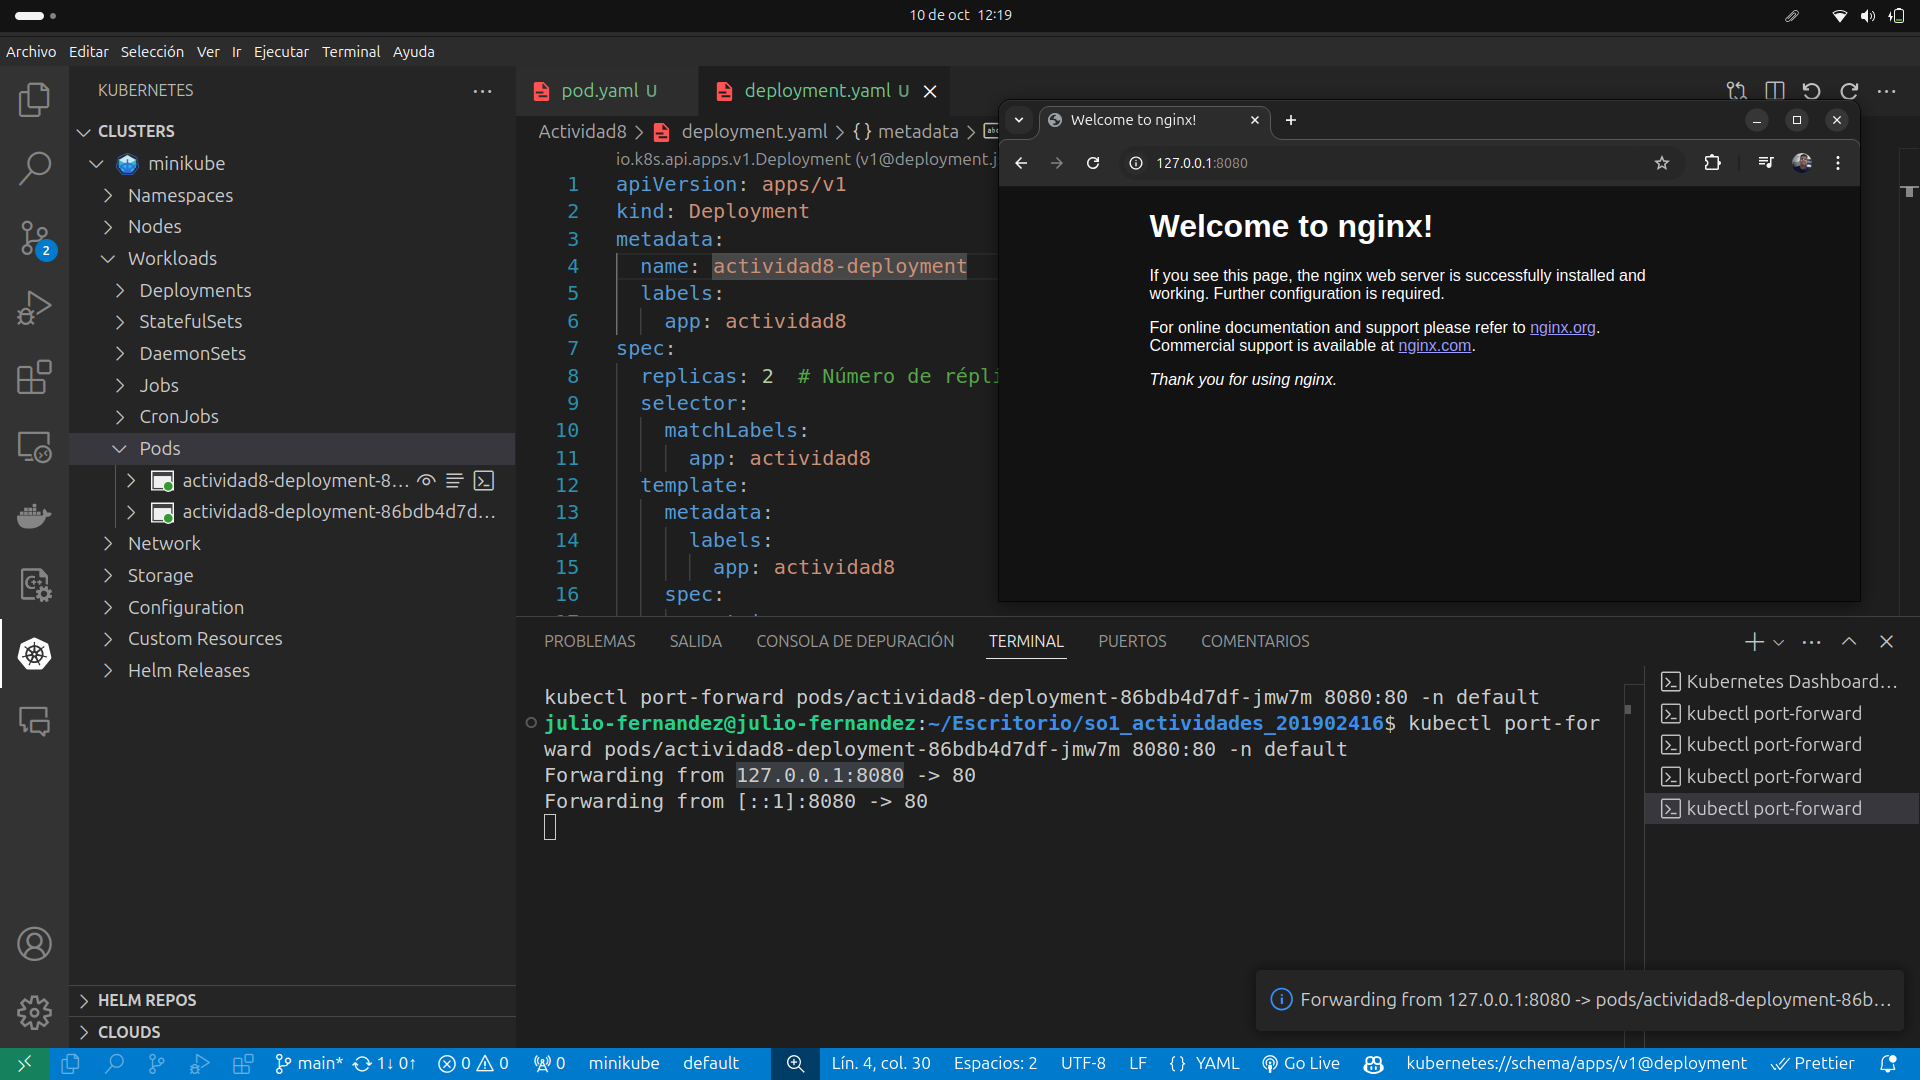 10 de oct 12:19
Archivo Editar Selección Ver Ir Ejecutar Terminal Ayuda
KUBERNETES
CLUSTERS
minikube
Namespaces
Nodes
Workloads
Deployments
StatefulSets
DaemonSets
Jobs
CronJobs
Pods
actividad8-deployment-8...
actividad8-deployment-86bdb4d7d...
Network
Storage
Configuration
Custom Resources
Helm Releases
HELM REPOS
CLOUDS
2
pod.yaml U
deployment.yaml U
Actividad8 > deployment.yaml > {} metadata >
io.k8s.api.apps.v1.Deployment (v1@deployment.j
1 apiVersion: apps/v1
2 kind: Deployment
3 metadata:
4 name: actividad8-deployment
5 labels:
6 app: actividad8
7 spec:
8 replicas: 2 # Número de répli
9 selector:
10 matchLabels:
11 app: actividad8
12 template:
13 metadata:
14 labels:
15 app: actividad8
16 spec:
Welcome to nginx!
127.0.0.1:8080
Welcome to nginx!
If you see this page, the nginx web server is successfully installed and
working. Further configuration is required.
For online documentation and support please refer to nginx.org.
Commercial support is available at nginx.com.
Thank you for using nginx.
PROBLEMAS SALIDA CONSOLA DE DEPURACIÓN TERMINAL PUERTOS COMENTARIOS
kubectl port-forward pods/actividad8-deployment-86bdb4d7df-jmw7m 8080:80 -n default
julio-fernandez@julio-fernandez:~/Escritorio/so1_actividades_201902416$ kubectl port-for
ward pods/actividad8-deployment-86bdb4d7df-jmw7m 8080:80 -n default
Forwarding from 127.0.0.1:8080 -> 80
Forwarding from [::1]:8080 -> 80
Kubernetes Dashboard...
kubectl port-forward
kubectl port-forward
kubectl port-forward
kubectl port-forward
Forwarding from 127.0.0.1:8080 -> pods/actividad8-deployment-86b...
main* 1↓ 0↑ 0 0 0 minikube default Lín. 4, col. 30 Espacios: 2 UTF-8 LF {} YAML Go Live kubernetes://schema/apps/v1@deployment Prettier